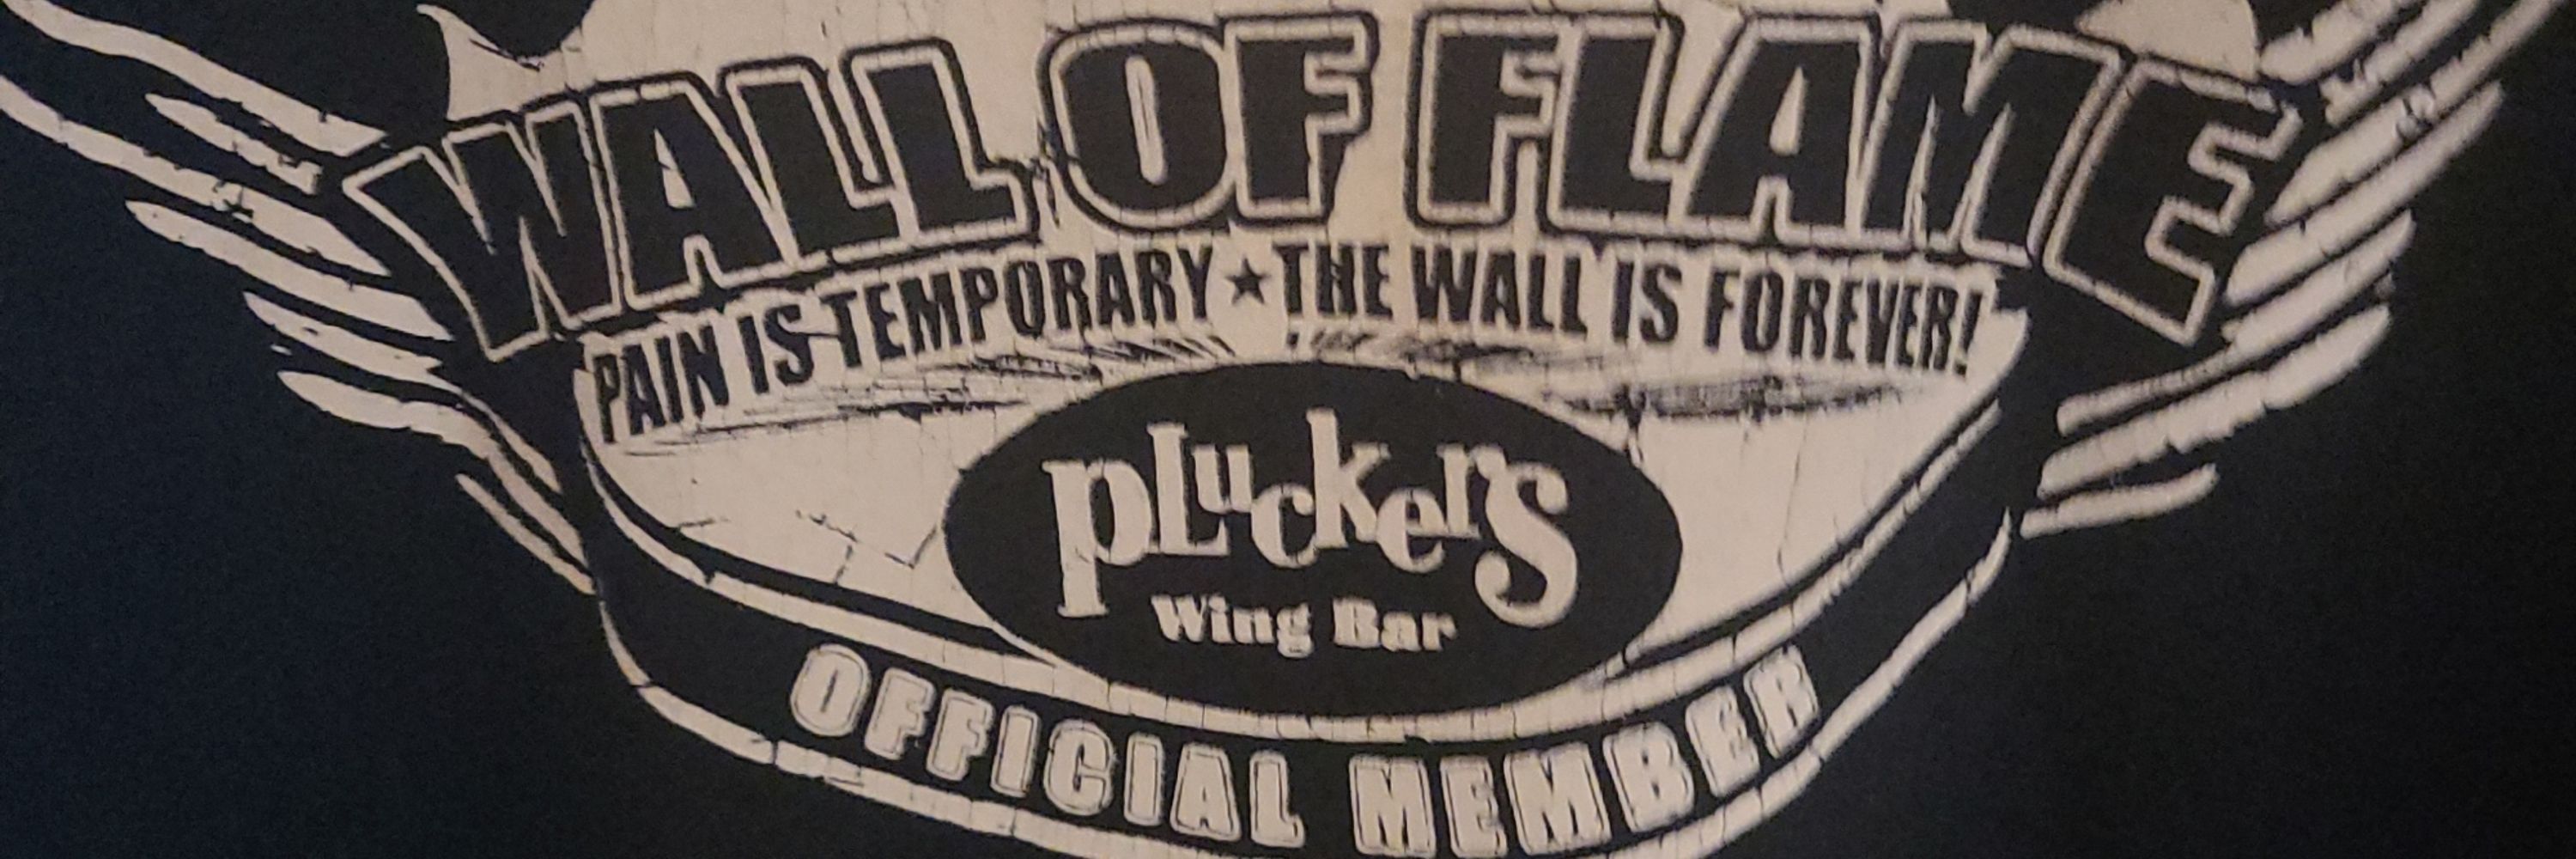 WALL OF FLAME
PAIN IS TEMPORARY ★ THE WALL IS FOREVER!
PLuckers
Wing Bar
OFFICIAL MEMBER